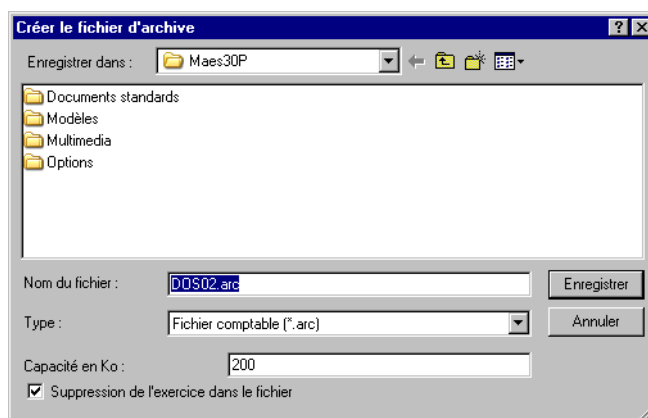 Créer le fichier d'archive
Enregistrer dans : Maes30P
Documents standards
Modèles
Multimedia
Options
Nom du fichier : DOS02.arc Enregistrer
Type : Fichier comptable (*.arc) Annuler
Capacité en Ko : 200
Suppression de l'exercice dans le fichier